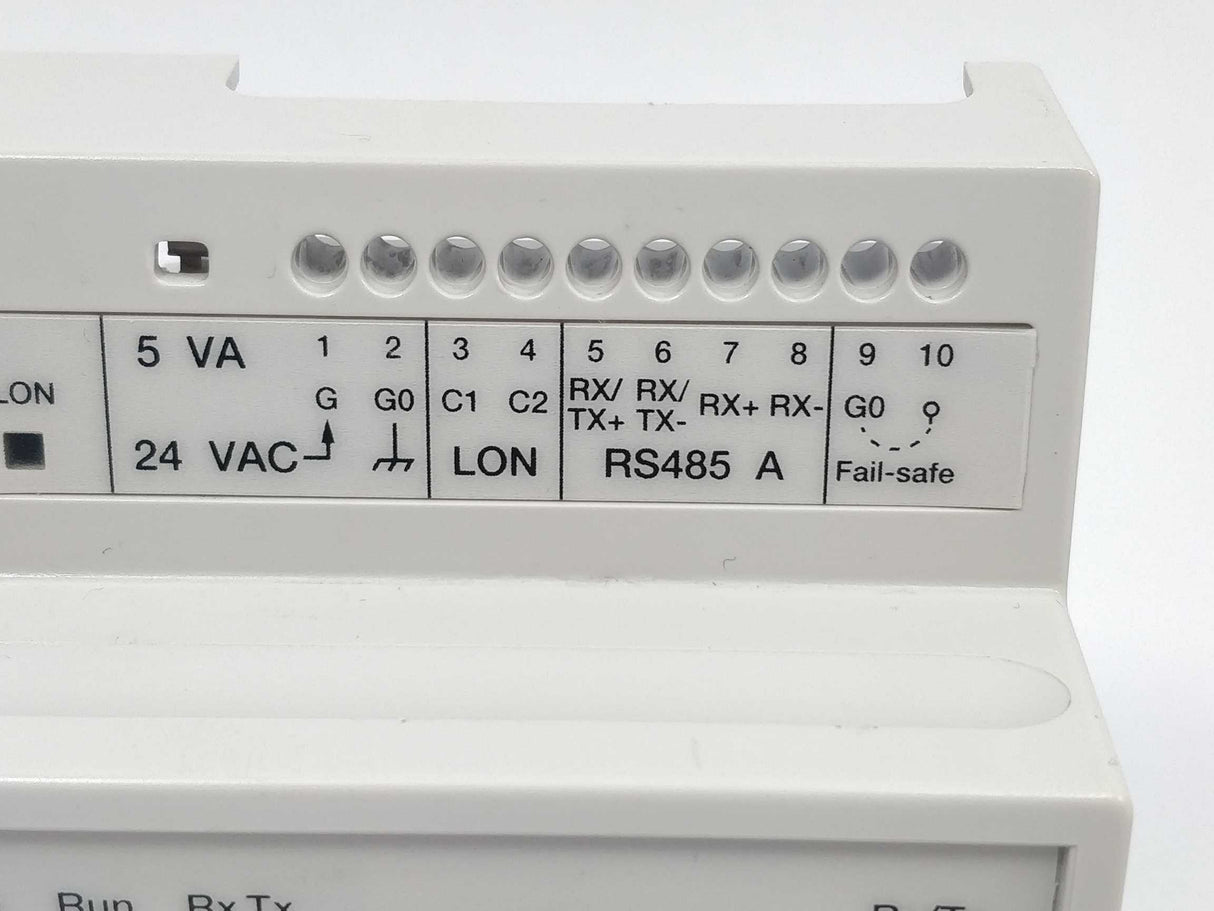 5 VA 1 2 3 4 5 6 7 8 9 10
G G0 C1 C2 RX/ TX+ RX/ TX- RX+ RX- G0
24 VAC LON RS485 A Fail-safe
Run Rx Tx